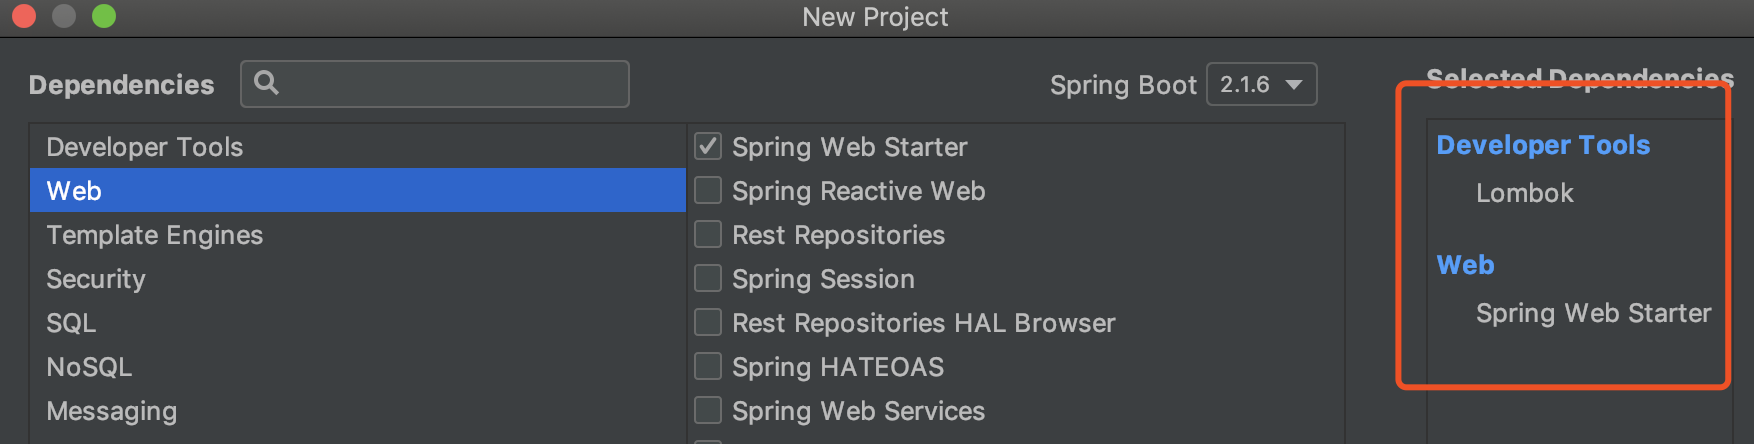 New Project
Dependencies
Spring Boot 2.1.6
Selected Dependencies
Developer Tools
Web
Template Engines
Security
SQL
NoSQL
Messaging
Spring Web Starter
Spring Reactive Web
Rest Repositories
Spring Session
Rest Repositories HAL Browser
Spring HATEOAS
Spring Web Services
Developer Tools
Lombok
Web
Spring Web Starter